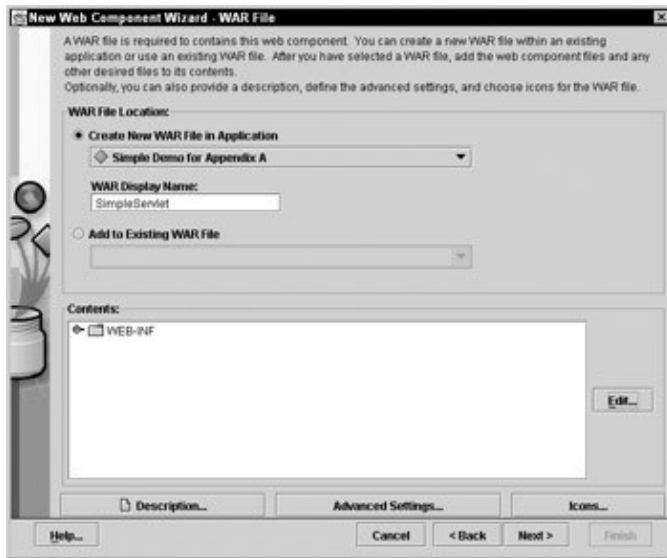 New Web Component Wizard - WAR File
A WAR file is required to contains this web component. You can create a new WAR file within an existing
application or use an existing WAR file. After you have selected a WAR file, add the web component files and any
other desired files to its contents.
Optionally, you can also provide a description, define the advanced settings, and choose icons for the WAR file.
WAR File Location:
Create New WAR File in Application
Simple Demo for Appendix A
WAR Display Name:
SimpleServlet
Add to Existing WAR File
Contents:
WEB-INF
Edit...
Description... Advanced Settings... Icons...
Help... Cancel < Back Next > Finish